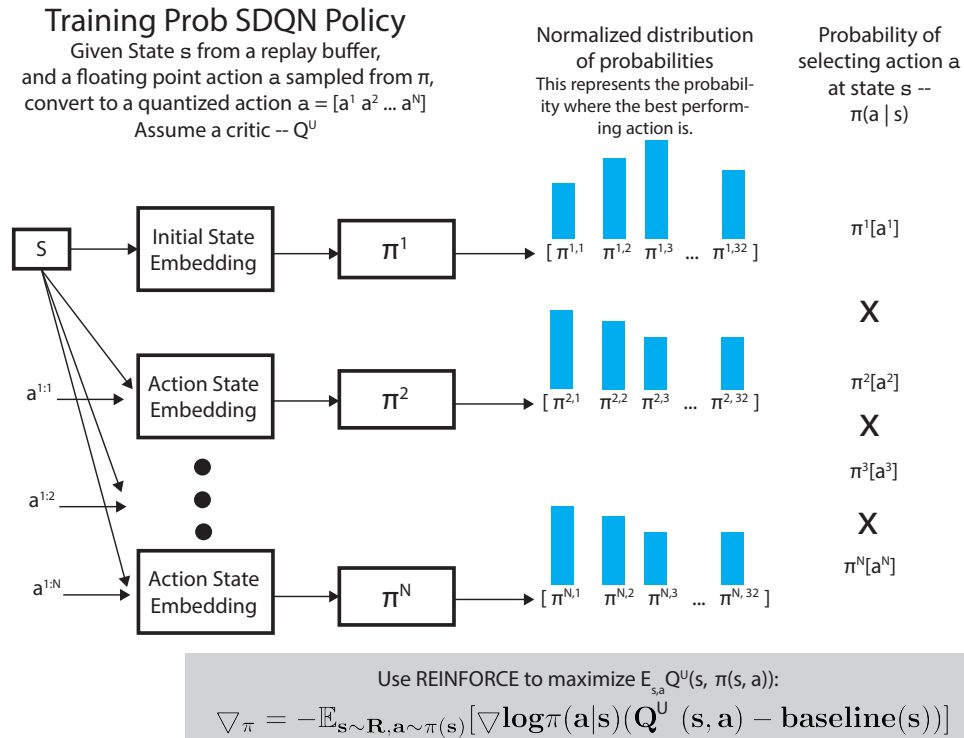 Training Prob SDQN Policy
Given State s from a replay buffer,
and a floating point action a sampled from π,
convert to a quantized action a = [a¹ a² ... aᴺ]
Assume a critic -- Qᵁ
Normalized distribution
of probabilities
This represents the probabil-
ity where the best perform-
ing action is.
Probability of
selecting action a
at state s --
π(a | s)
S
Initial State
Embedding
π¹
[ π¹,¹ π¹,² π¹,³ ... π¹,³² ]
π¹[a¹]
X
a¹:¹
Action State
Embedding
π²
[ π²,¹ π²,² π²,³ ... π²,³² ]
π²[a²]
X
a¹:²
π³[a³]
X
a¹:ᴺ
Action State
Embedding
πᴺ
[ πᴺ,¹ πᴺ,² πᴺ,³ ... πᴺ,³² ]
πᴺ[aᴺ]
Use REINFORCE to maximize E_{s,a}Qᵁ(s, π(s, a)):
▽_π = −𝔼_{s∼R,a∼π(s)}[▽logπ(a|s)(Qᵁ (s, a) − baseline(s))]